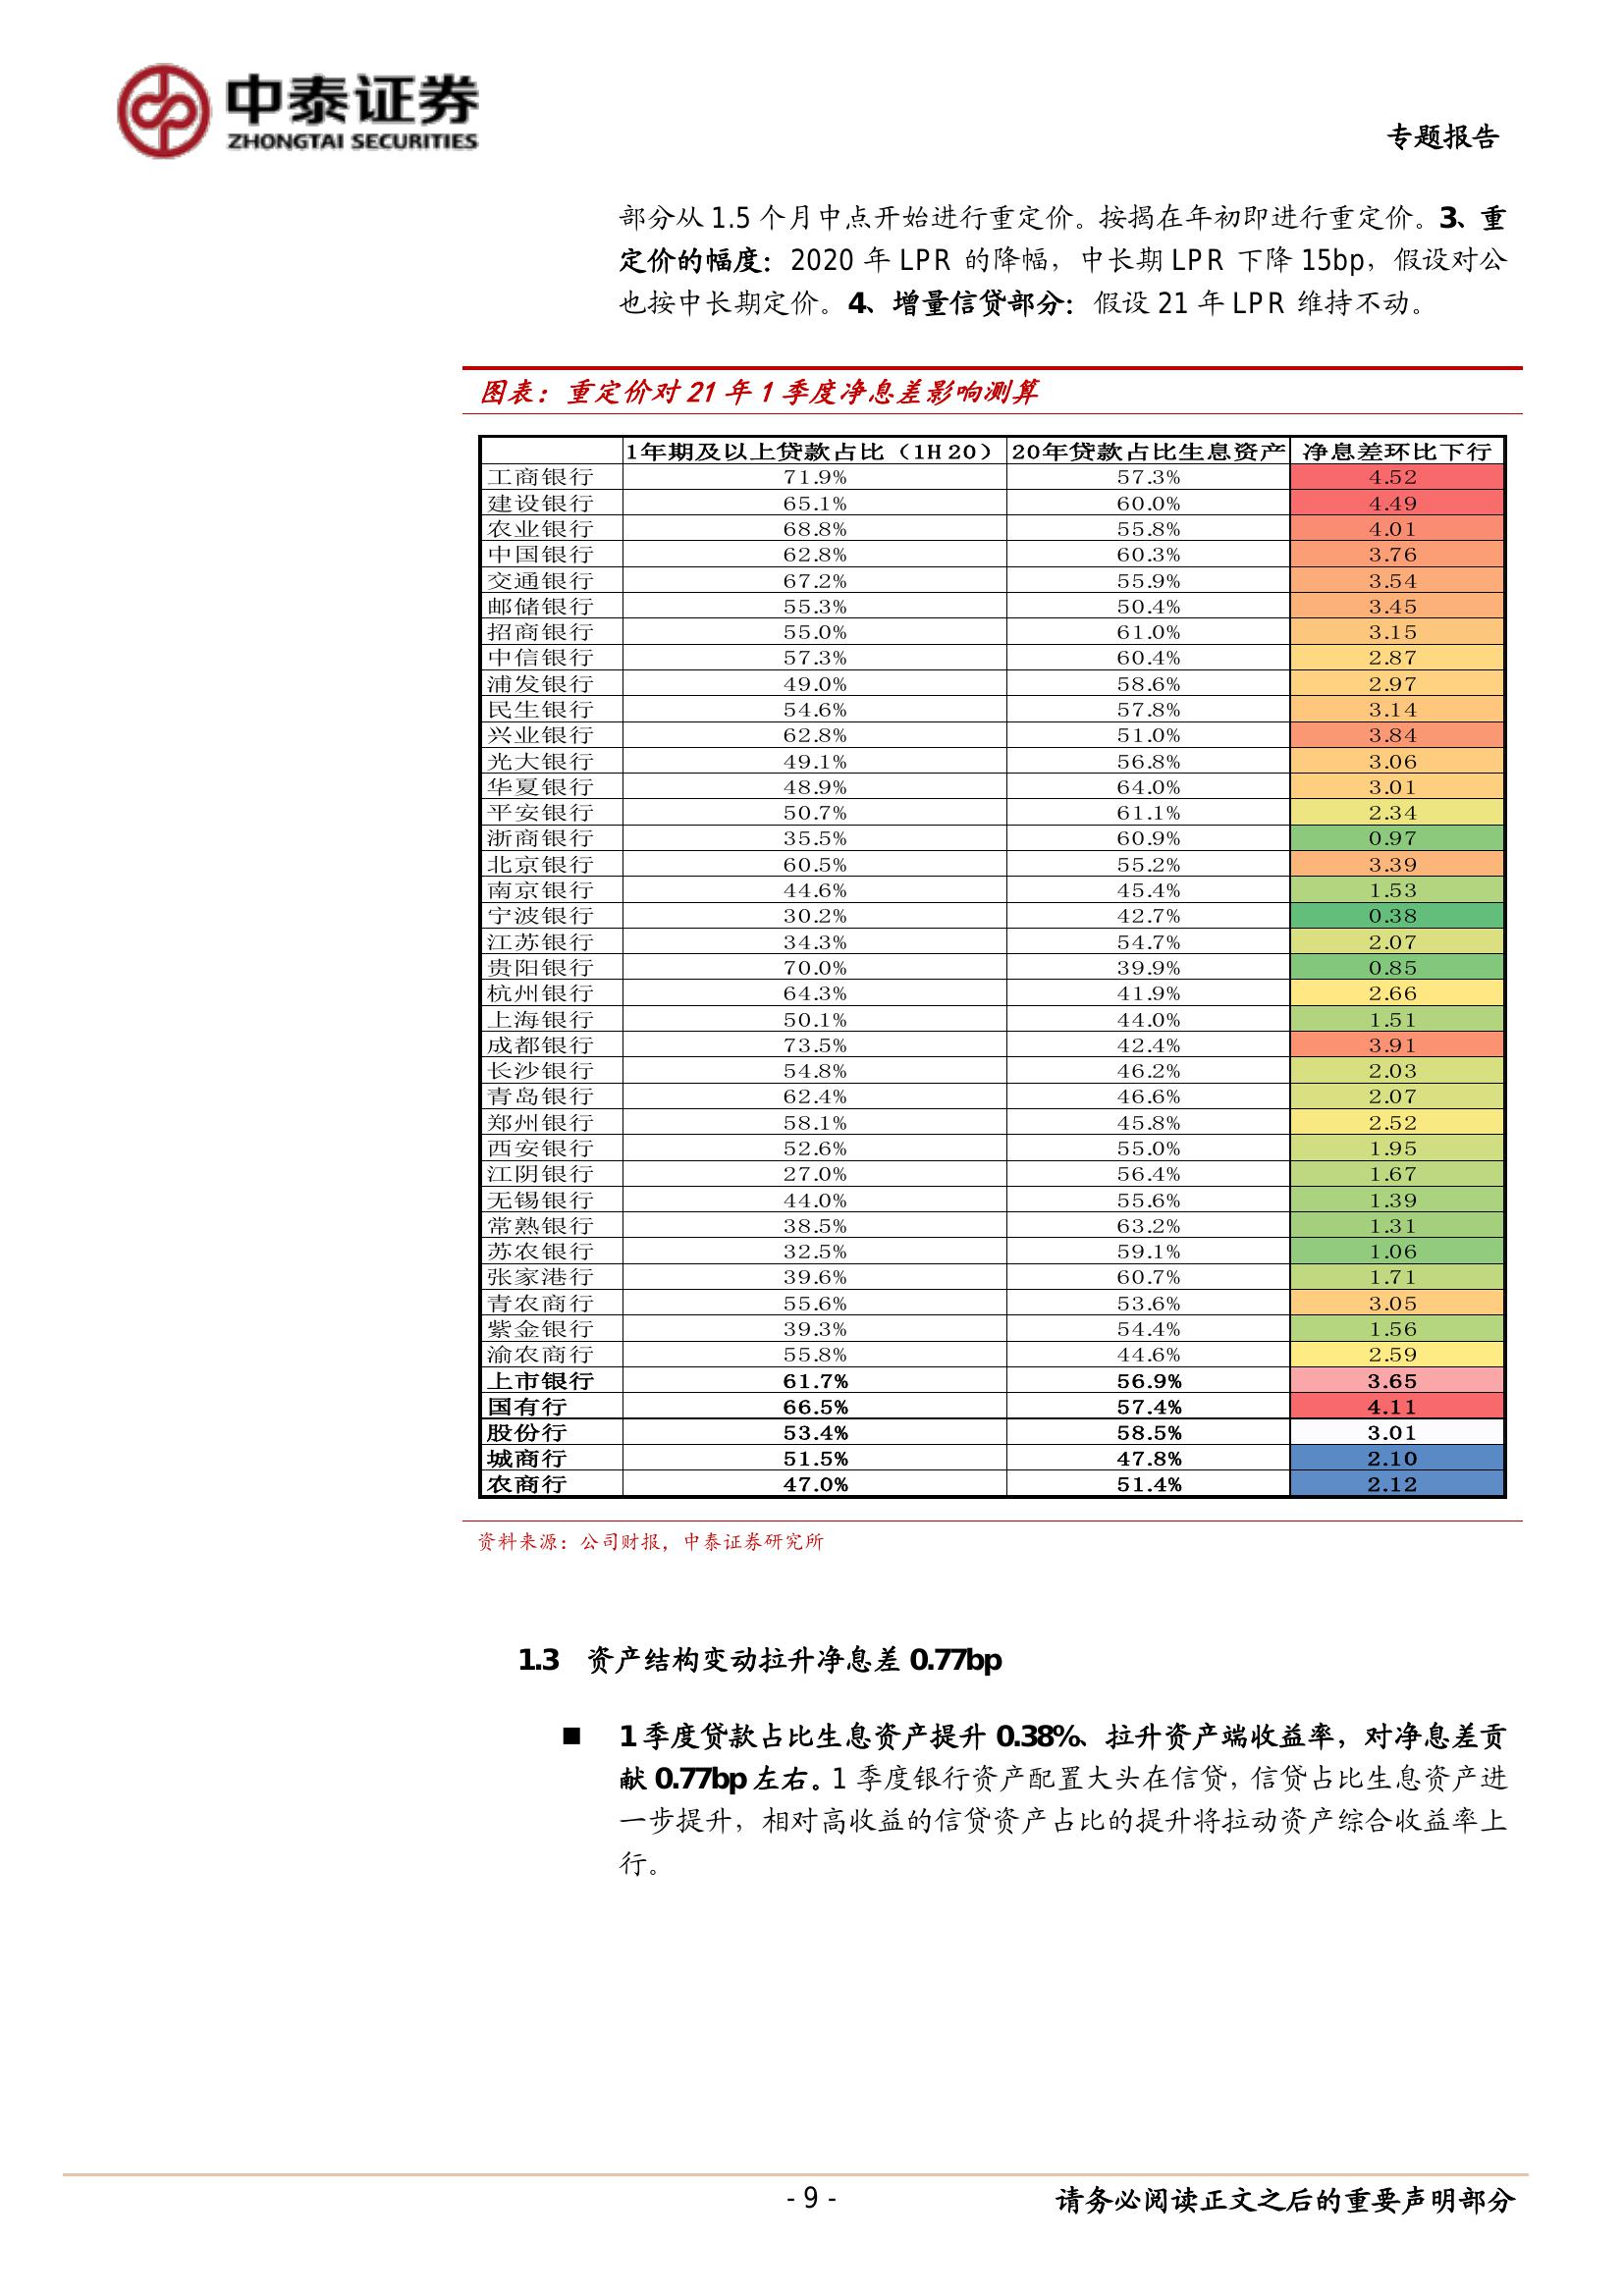 中泰证券
ZHONGTAI SECURITIES
专题报告
部分从 1.5 个月中点开始进行重定价。按揭在年初即进行重定价。3、重
定价的幅度：2020 年 LPR 的降幅，中长期 LPR 下降 15bp，假设对公
也按中长期定价。4、增量信贷部分：假设 21 年 LPR 维持不动。
图表：重定价对 21 年 1 季度净息差影响测算
1年期及以上贷款占比（1H20） 20年贷款占比生息资产 净息差环比下行
工商银行 71.9% 57.3% 4.52
建设银行 65.1% 60.0% 4.49
农业银行 68.8% 55.8% 4.01
中国银行 62.8% 60.3% 3.76
交通银行 67.2% 55.9% 3.54
邮储银行 55.3% 50.4% 3.45
招商银行 55.0% 61.0% 3.15
中信银行 57.3% 60.4% 2.87
浦发银行 49.0% 58.6% 2.97
民生银行 54.6% 57.8% 3.14
兴业银行 62.8% 51.0% 3.84
光大银行 49.1% 56.8% 3.06
华夏银行 48.9% 64.0% 3.01
平安银行 50.7% 61.1% 2.34
浙商银行 35.5% 60.9% 0.97
北京银行 60.5% 55.2% 3.39
南京银行 44.6% 45.4% 1.53
宁波银行 30.2% 42.7% 0.38
江苏银行 34.3% 54.7% 2.07
贵阳银行 70.0% 39.9% 0.85
杭州银行 64.3% 41.9% 2.66
上海银行 50.1% 44.0% 1.51
成都银行 73.5% 42.4% 3.91
长沙银行 54.8% 46.2% 2.03
青岛银行 62.4% 46.6% 2.07
郑州银行 58.1% 45.8% 2.52
西安银行 52.6% 55.0% 1.95
江阴银行 27.0% 56.4% 1.67
无锡银行 44.0% 55.6% 1.39
常熟银行 38.5% 63.2% 1.31
苏农银行 32.5% 59.1% 1.06
张家港行 39.6% 60.7% 1.71
青农商行 55.6% 53.6% 3.05
紫金银行 39.3% 54.4% 1.56
渝农商行 55.8% 44.6% 2.59
上市银行 61.7% 56.9% 3.65
国有行 66.5% 57.4% 4.11
股份行 53.4% 58.5% 3.01
城商行 51.5% 47.8% 2.10
农商行 47.0% 51.4% 2.12
资料来源：公司财报，中泰证券研究所
1.3 资产结构变动拉升净息差 0.77bp
■ 1 季度贷款占比生息资产提升 0.38%、拉升资产端收益率，对净息差贡
献 0.77bp 左右。1 季度银行资产配置大头在信贷，信贷占比生息资产进
一步提升，相对高收益的信贷资产占比的提升将拉动资产综合收益率上
行。
- 9 -
请务必阅读正文之后的重要声明部分